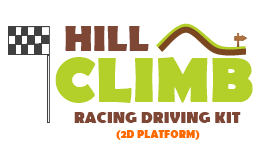 HILL
CLIMB
RACING DRIVING KIT
(2D PLATFORM)